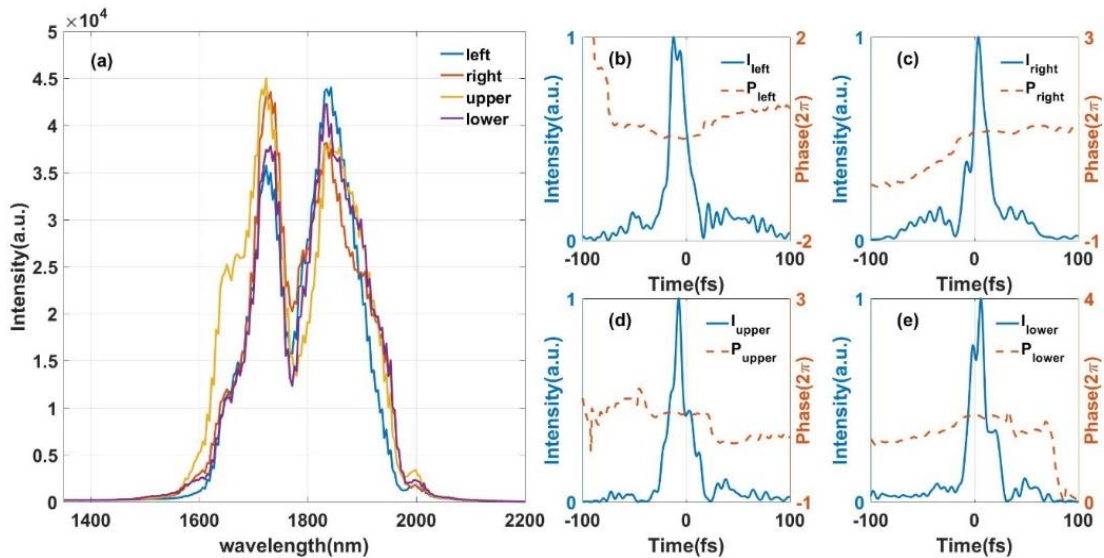 ×10⁴
(a)
left
right
upper
lower
5
4.5
4
3.5
3
2.5
2
1.5
1
0.5
0
Intensity(a.u.)
1400 1600 1800 2000 2200
wavelength(nm)
(b)
I_left
P_left
1
0
Intensity(a.u.)
2
-2
Phase(2π)
-100 0 100
Time(fs)
(c)
I_right
P_right
1
0
Intensity(a.u.)
3
-1
Phase(2π)
-100 0 100
Time(fs)
(d)
I_upper
P_upper
1
0
Intensity(a.u.)
3
-1
Phase(2π)
-100 0 100
Time(fs)
(e)
I_lower
P_lower
1
0
Intensity(a.u.)
4
0
Phase(2π)
-100 0 100
Time(fs)